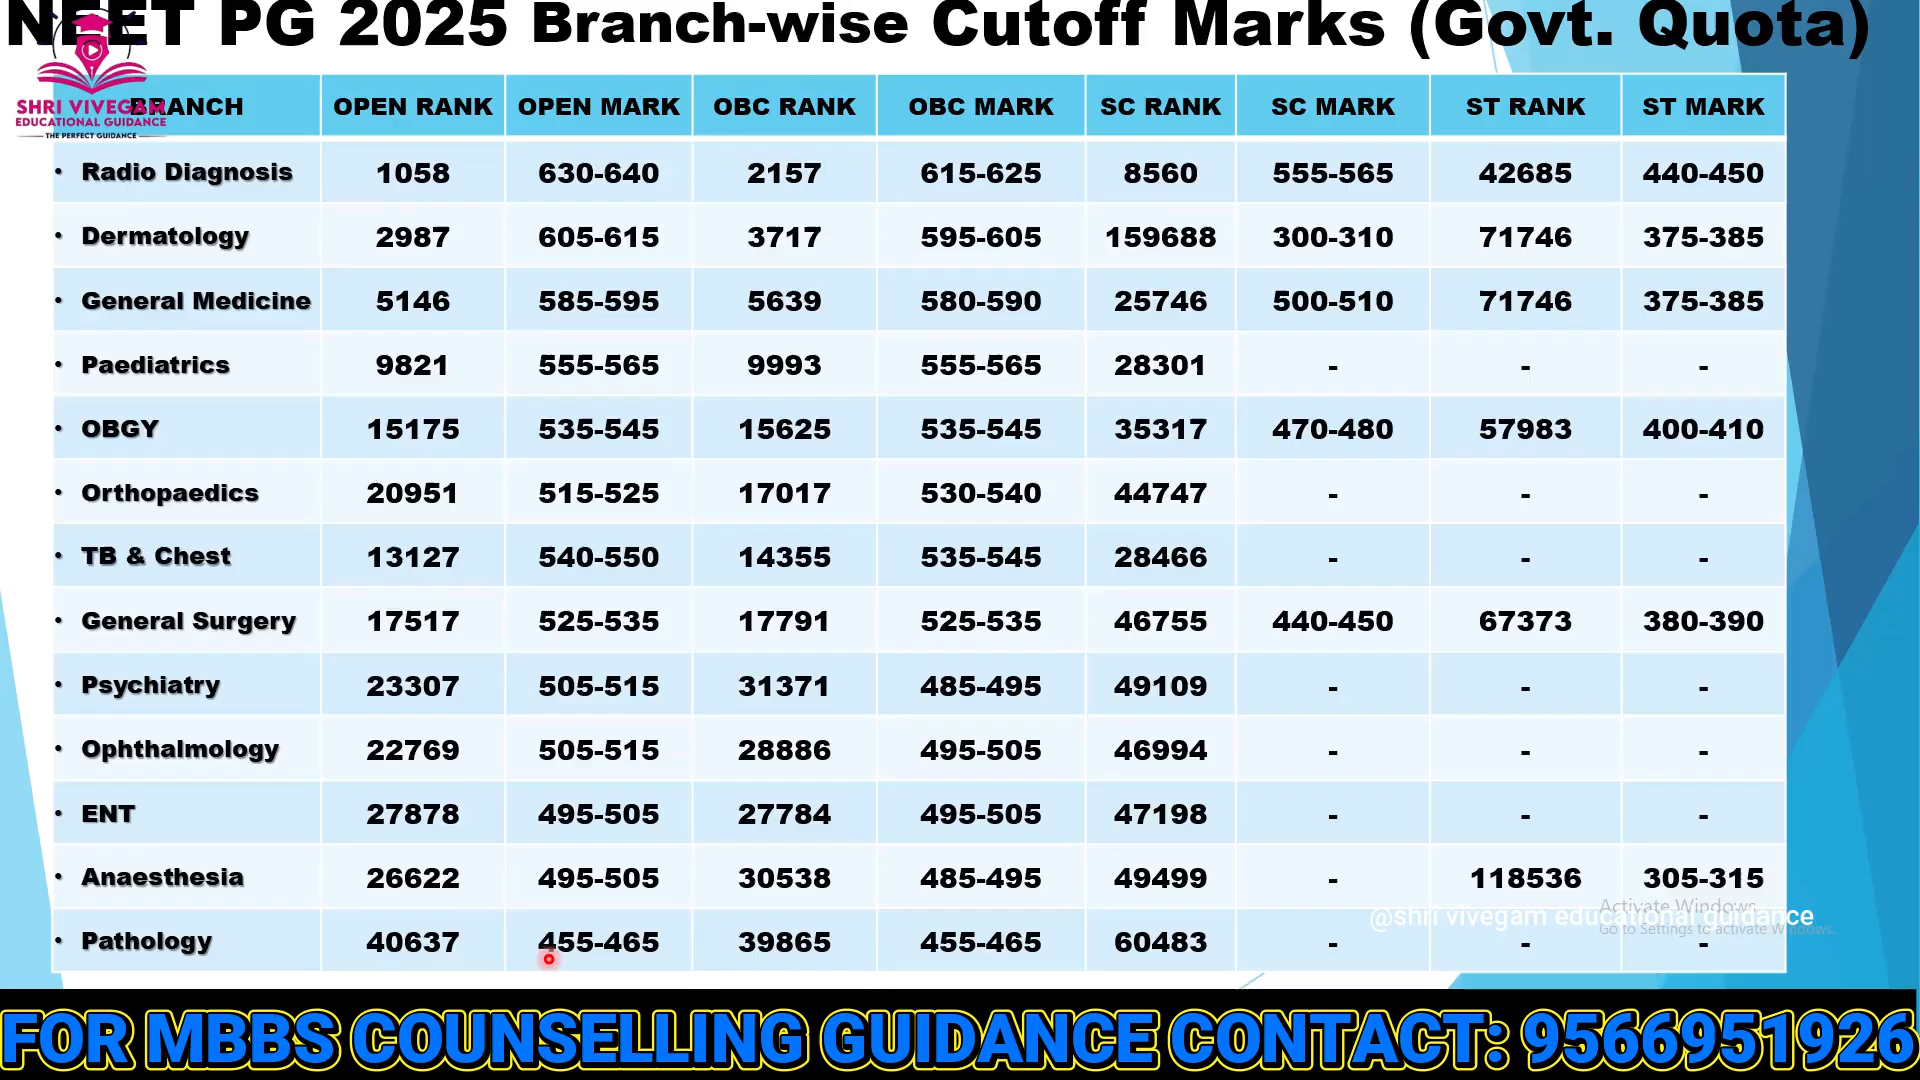 NEET PG 2025 Branch-wise Cutoff Marks (Govt. Quota)
SHRI VIVEGAM
EDUCATIONAL GUIDANCE
THE PERFECT GUIDANCE
BRANCH OPEN RANK OPEN MARK OBC RANK OBC MARK SC RANK SC MARK ST RANK ST MARK
• Radio Diagnosis 1058 630-640 2157 615-625 8560 555-565 42685 440-450
• Dermatology 2987 605-615 3717 595-605 159688 300-310 71746 375-385
• General Medicine 5146 585-595 5639 580-590 25746 500-510 71746 375-385
• Paediatrics 9821 555-565 9993 555-565 28301 - - -
• OBGY 15175 535-545 15625 535-545 35317 470-480 57983 400-410
• Orthopaedics 20951 515-525 17017 530-540 44747 - - -
• TB & Chest 13127 540-550 14355 535-545 28466 - - -
• General Surgery 17517 525-535 17791 525-535 46755 440-450 67373 380-390
• Psychiatry 23307 505-515 31371 485-495 49109 - - -
• Ophthalmology 22769 505-515 28886 495-505 46994 - - -
• ENT 27878 495-505 27784 495-505 47198 - - -
• Anaesthesia 26622 495-505 30538 485-495 49499 - 118536 305-315
• Pathology 40637 455-465 39865 455-465 60483 - - -
Activate Windows
@shri vivegam educational guidance
Go to Settings to activate Windows.
FOR MBBS COUNSELLING GUIDANCE CONTACT: 9566951926